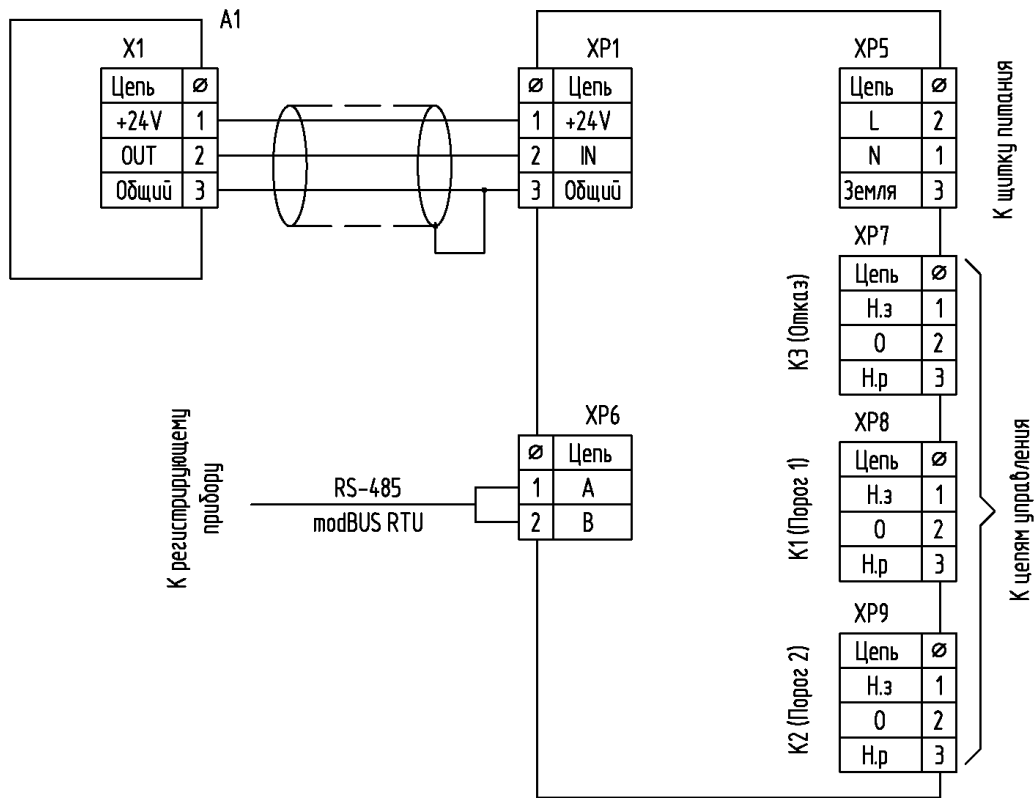 A1
X1
Цепь ⌀
+24V 1
OUT 2
Общий 3
XP1
⌀ Цепь
1 +24V
2 IN
3 Общий
XP5
Цепь ⌀
L 2
N 1
Земля 3
К щитку питания
XP7
Цепь ⌀
Н.з 1
О 2
Н.р 3
К3 (Отказ)
XP6
⌀ Цепь
1 A
2 B
RS-485
modBUS RTU
К регистрирующему
прибору
XP8
Цепь ⌀
Н.з 1
О 2
Н.р 3
К1 (Порог 1)
XP9
Цепь ⌀
Н.з 1
О 2
Н.р 3
К2 (Порог 2)
К цепям управления